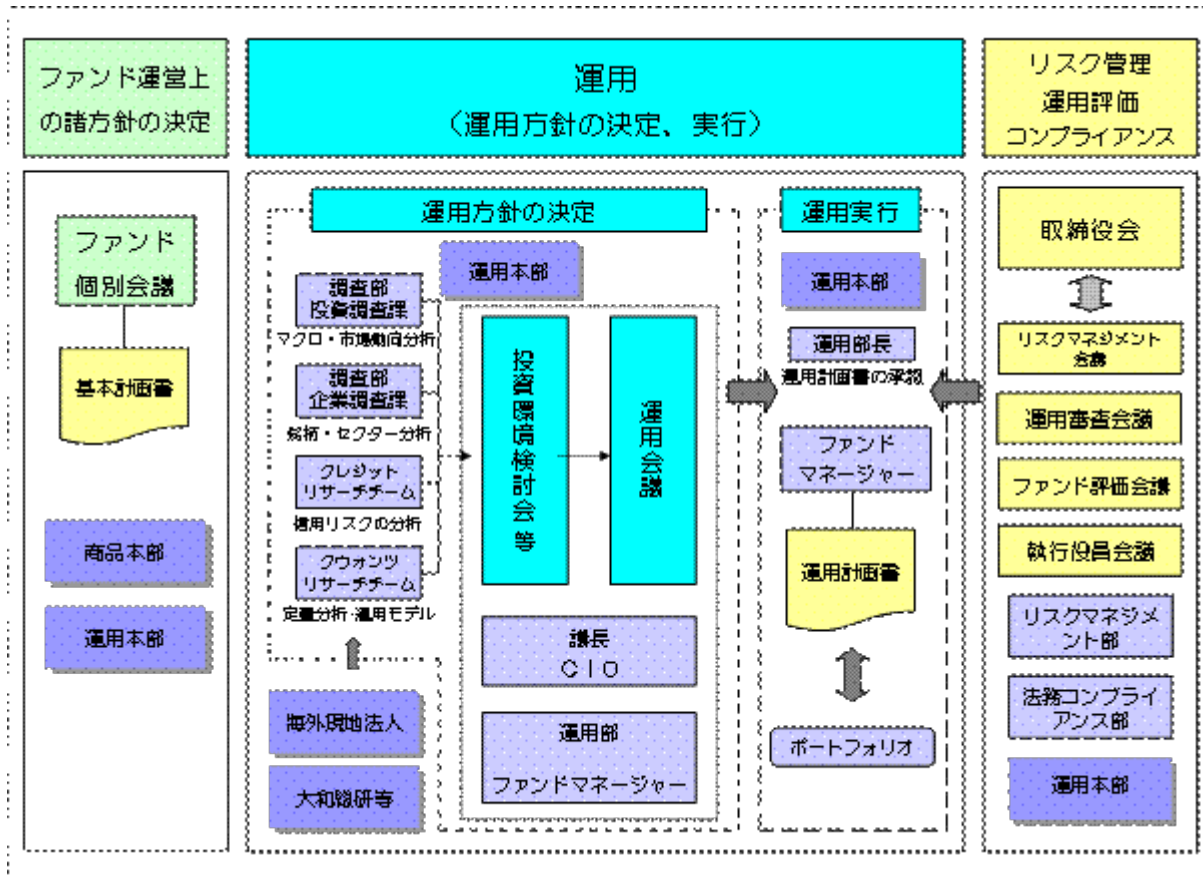 ファンド運営上
の諸方針の決定
運用
（運用方針の決定、実行）
リスク管理
運用評価
コンプライアンス
ファンド
個別会議
基本計画書
商品本部
運用本部
運用方針の決定
運用本部
調査部
投資調査課
マクロ・市場動向分析
調査部
企業調査課
銘柄・セクター分析
クレジット
リサーチチーム
信用リスクの分析
クウォンツ
リサーチチーム
定量分析・運用モデル
海外現地法人
大和総研等
投資環境検討会等
運用会議
議長
ＣＩＯ
運用部
ファンドマネージャー
運用実行
運用本部
運用部長
運用計画書の承認
ファンド
マネージャー
運用計画書
ポートフォリオ
取締役会
リスクマネジメント
会議
運用審査会議
ファンド評価会議
執行役員会議
リスクマネジメ
ント部
法務コンプライ
アンス部
運用本部